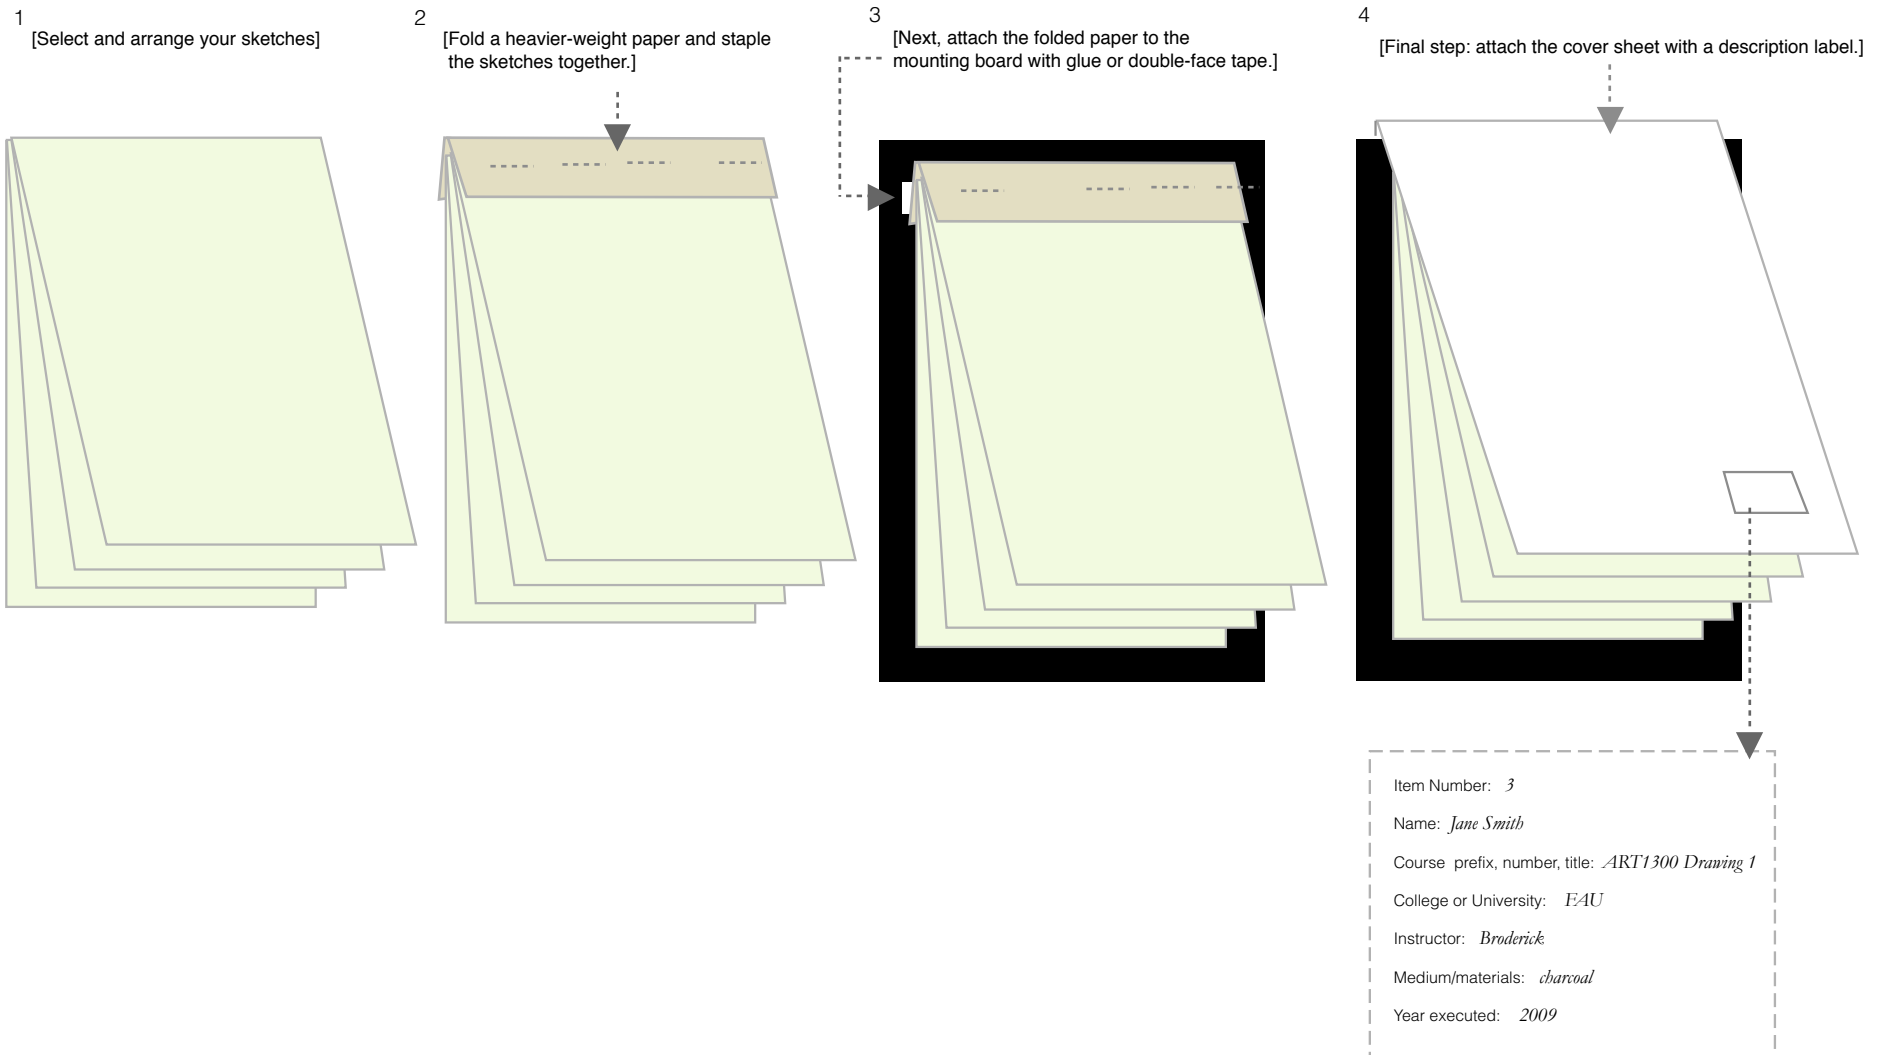 1
[Select and arrange your sketches]
2
[Fold a heavier-weight paper and staple
the sketches together.]
3
[Next, attach the folded paper to the
mounting board with glue or double-face tape.]
4
[Final step: attach the cover sheet with a description label.]
Item Number: 3
Name: Jane Smith
Course prefix, number, title: ART1300 Drawing 1
College or University: FAU
Instructor: Broderick
Medium/materials: charcoal
Year executed: 2009